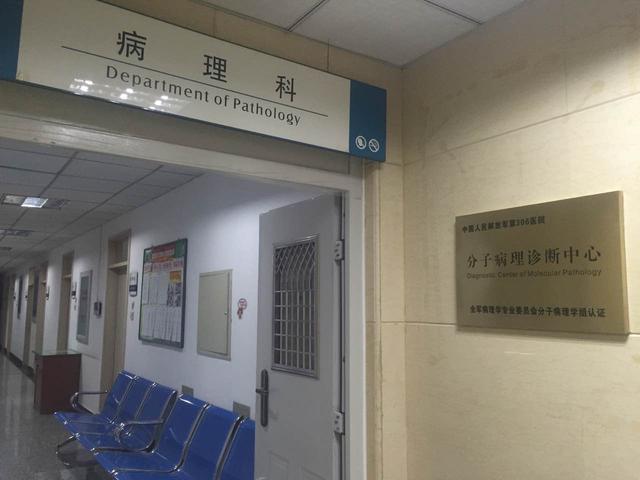 病理科
Department of Pathology
中国人民解放军第306医院
分子病理诊断中心
Diagnostic Center of Molecular Pathology
全军病理学专业委员会分子病理学组认证